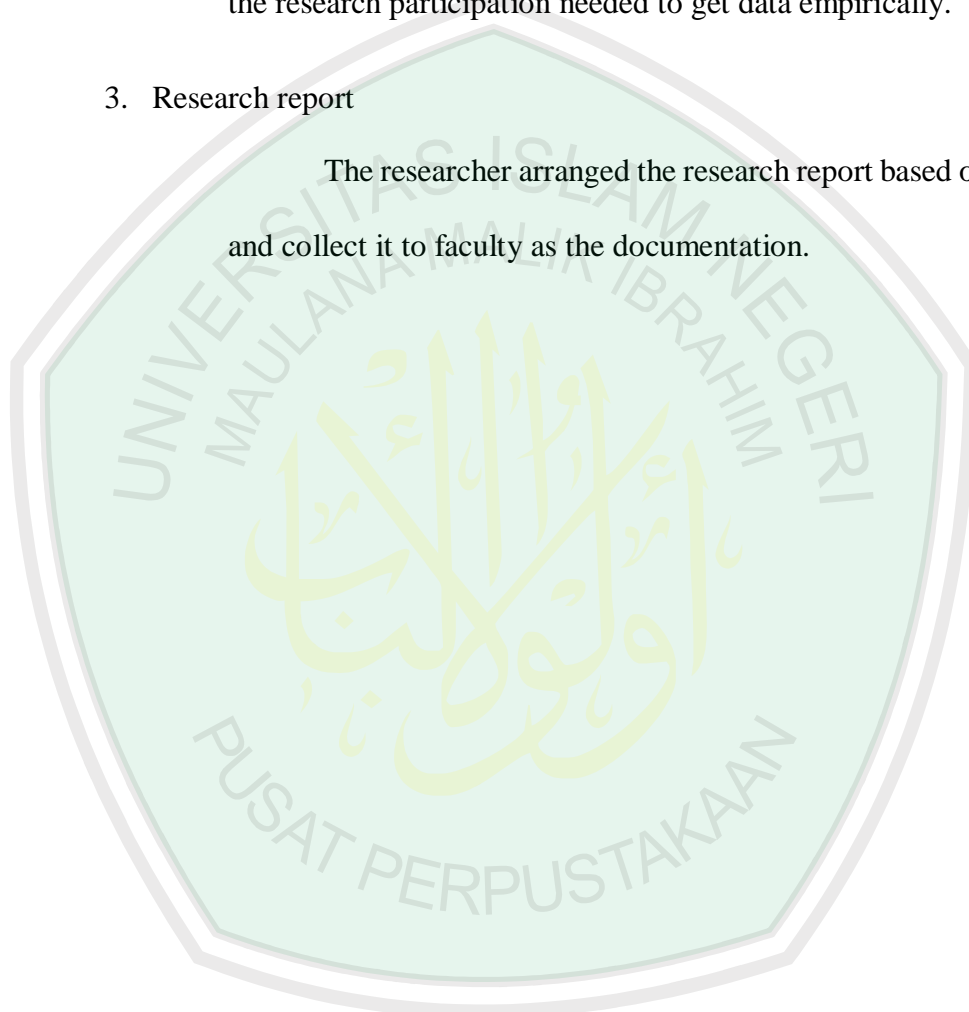 the research participation needed to get data empirically.
3. Research report
The researcher arranged the research report based
and collect it to faculty as the documentation.
UNIVERSITAS ISLAM NEGERI
MAULANA MALIK IBRAHIM
PUSAT PERPUSTAKAAN